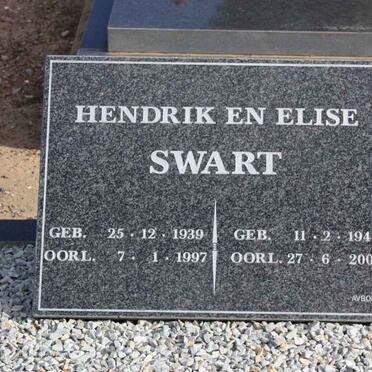 HENDRIK EN ELISE
SWART
GEB. 25 · 12 · 1939 GEB. 11 · 2 · 194
OORL. 7 · 1 · 1997 OORL. 27 · 6 · 200
AVBO